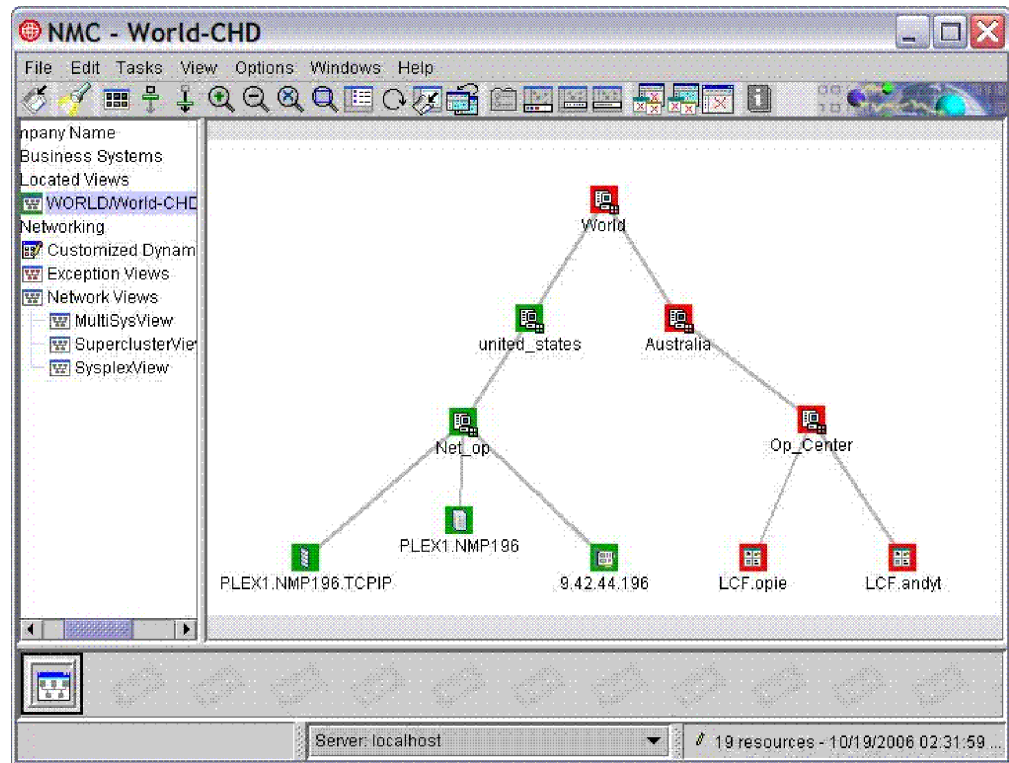 NMC - World-CHD
File Edit Tasks View Options Windows Help
npany Name
Business Systems
Located Views
WORLD/World-CHD
Networking
Customized Dynam
Exception Views
Network Views
MultiSysView
SuperclusterVie
SysplexView
World
united_states
Australia
Net_op
Op_Center
PLEX1.NMP196
PLEX1.NMP196.TCPIP
9.42.44.196
LCF.opie
LCF.andyt
Server: localhost
19 resources - 10/19/2006 02:31:59 ...